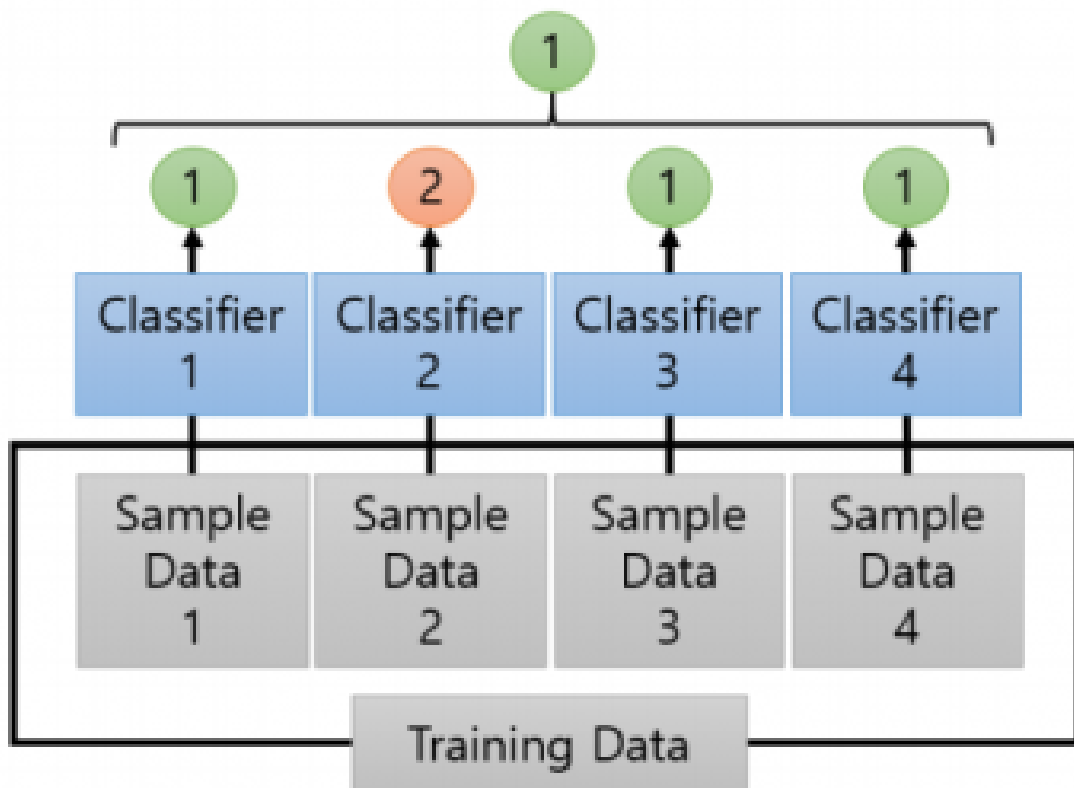 1
1
2
1
1
Classifier
1
Classifier
2
Classifier
3
Classifier
4
Sample
Data
1
Sample
Data
2
Sample
Data
3
Sample
Data
4
Training Data